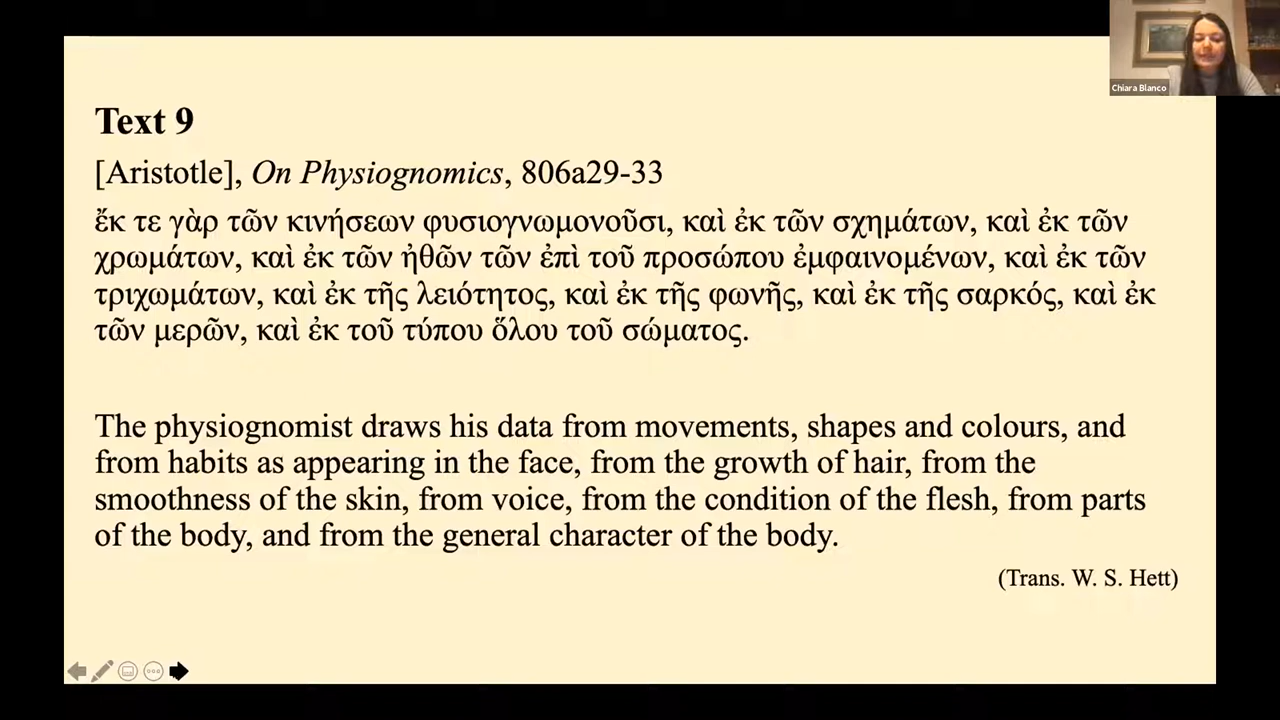 Chiara Blanco
Text 9
[Aristotle], On Physiognomics, 806a29-33
ἔκ τε γὰρ τῶν κινήσεων φυσιογνωμονοῦσι, καὶ ἐκ τῶν σχημάτων, καὶ ἐκ τῶν
χρωμάτων, καὶ ἐκ τῶν ἠθῶν τῶν ἐπὶ τοῦ προσώπου ἐμφαινομένων, καὶ ἐκ τῶν
τριχωμάτων, καὶ ἐκ τῆς λειότητος, καὶ ἐκ τῆς φωνῆς, καὶ ἐκ τῆς σαρκός, καὶ ἐκ
τῶν μερῶν, καὶ ἐκ τοῦ τύπου ὅλου τοῦ σώματος.
The physiognomist draws his data from movements, shapes and colours, and
from habits as appearing in the face, from the growth of hair, from the
smoothness of the skin, from voice, from the condition of the flesh, from parts
of the body, and from the general character of the body.
(Trans. W. S. Hett)